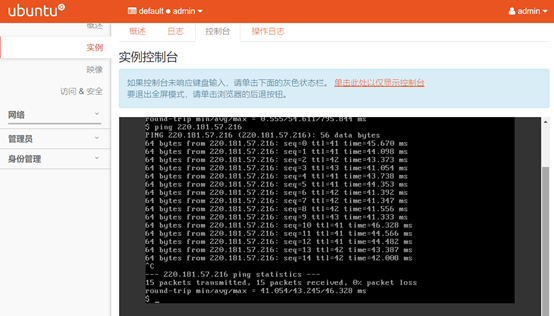 ubuntu
default ● admin
admin
概述
实例
映像
访问 & 安全
网络
管理员
身份管理
概述
日志
控制台
操作日志
实例控制台
如果控制台未响应键盘输入，请单击下面的灰色状态栏。 单击此处以仅显示控制台
要退出全屏模式，请单击浏览器的后退按钮。
round-trip min/avg/max = 0.555/54.611/795.844 ms
$ ping 220.181.57.216
PING 220.181.57.216 (220.181.57.216): 56 data bytes
64 bytes from 220.181.57.216: seq=0 ttl=41 time=45.670 ms
64 bytes from 220.181.57.216: seq=1 ttl=41 time=44.098 ms
64 bytes from 220.181.57.216: seq=2 ttl=42 time=43.373 ms
64 bytes from 220.181.57.216: seq=3 ttl=41 time=41.054 ms
64 bytes from 220.181.57.216: seq=4 ttl=41 time=43.738 ms
64 bytes from 220.181.57.216: seq=5 ttl=41 time=44.353 ms
64 bytes from 220.181.57.216: seq=6 ttl=42 time=41.392 ms
64 bytes from 220.181.57.216: seq=7 ttl=42 time=41.347 ms
64 bytes from 220.181.57.216: seq=8 ttl=42 time=41.556 ms
64 bytes from 220.181.57.216: seq=9 ttl=43 time=41.333 ms
64 bytes from 220.181.57.216: seq=10 ttl=41 time=46.328 ms
64 bytes from 220.181.57.216: seq=11 ttl=41 time=44.566 ms
64 bytes from 220.181.57.216: seq=12 ttl=41 time=44.482 ms
64 bytes from 220.181.57.216: seq=13 ttl=42 time=43.387 ms
64 bytes from 220.181.57.216: seq=14 ttl=42 time=42.000 ms
^C
--- 220.181.57.216 ping statistics ---
15 packets transmitted, 15 packets received, 0% packet loss
round-trip min/avg/max = 41.054/43.245/46.328 ms
$ _